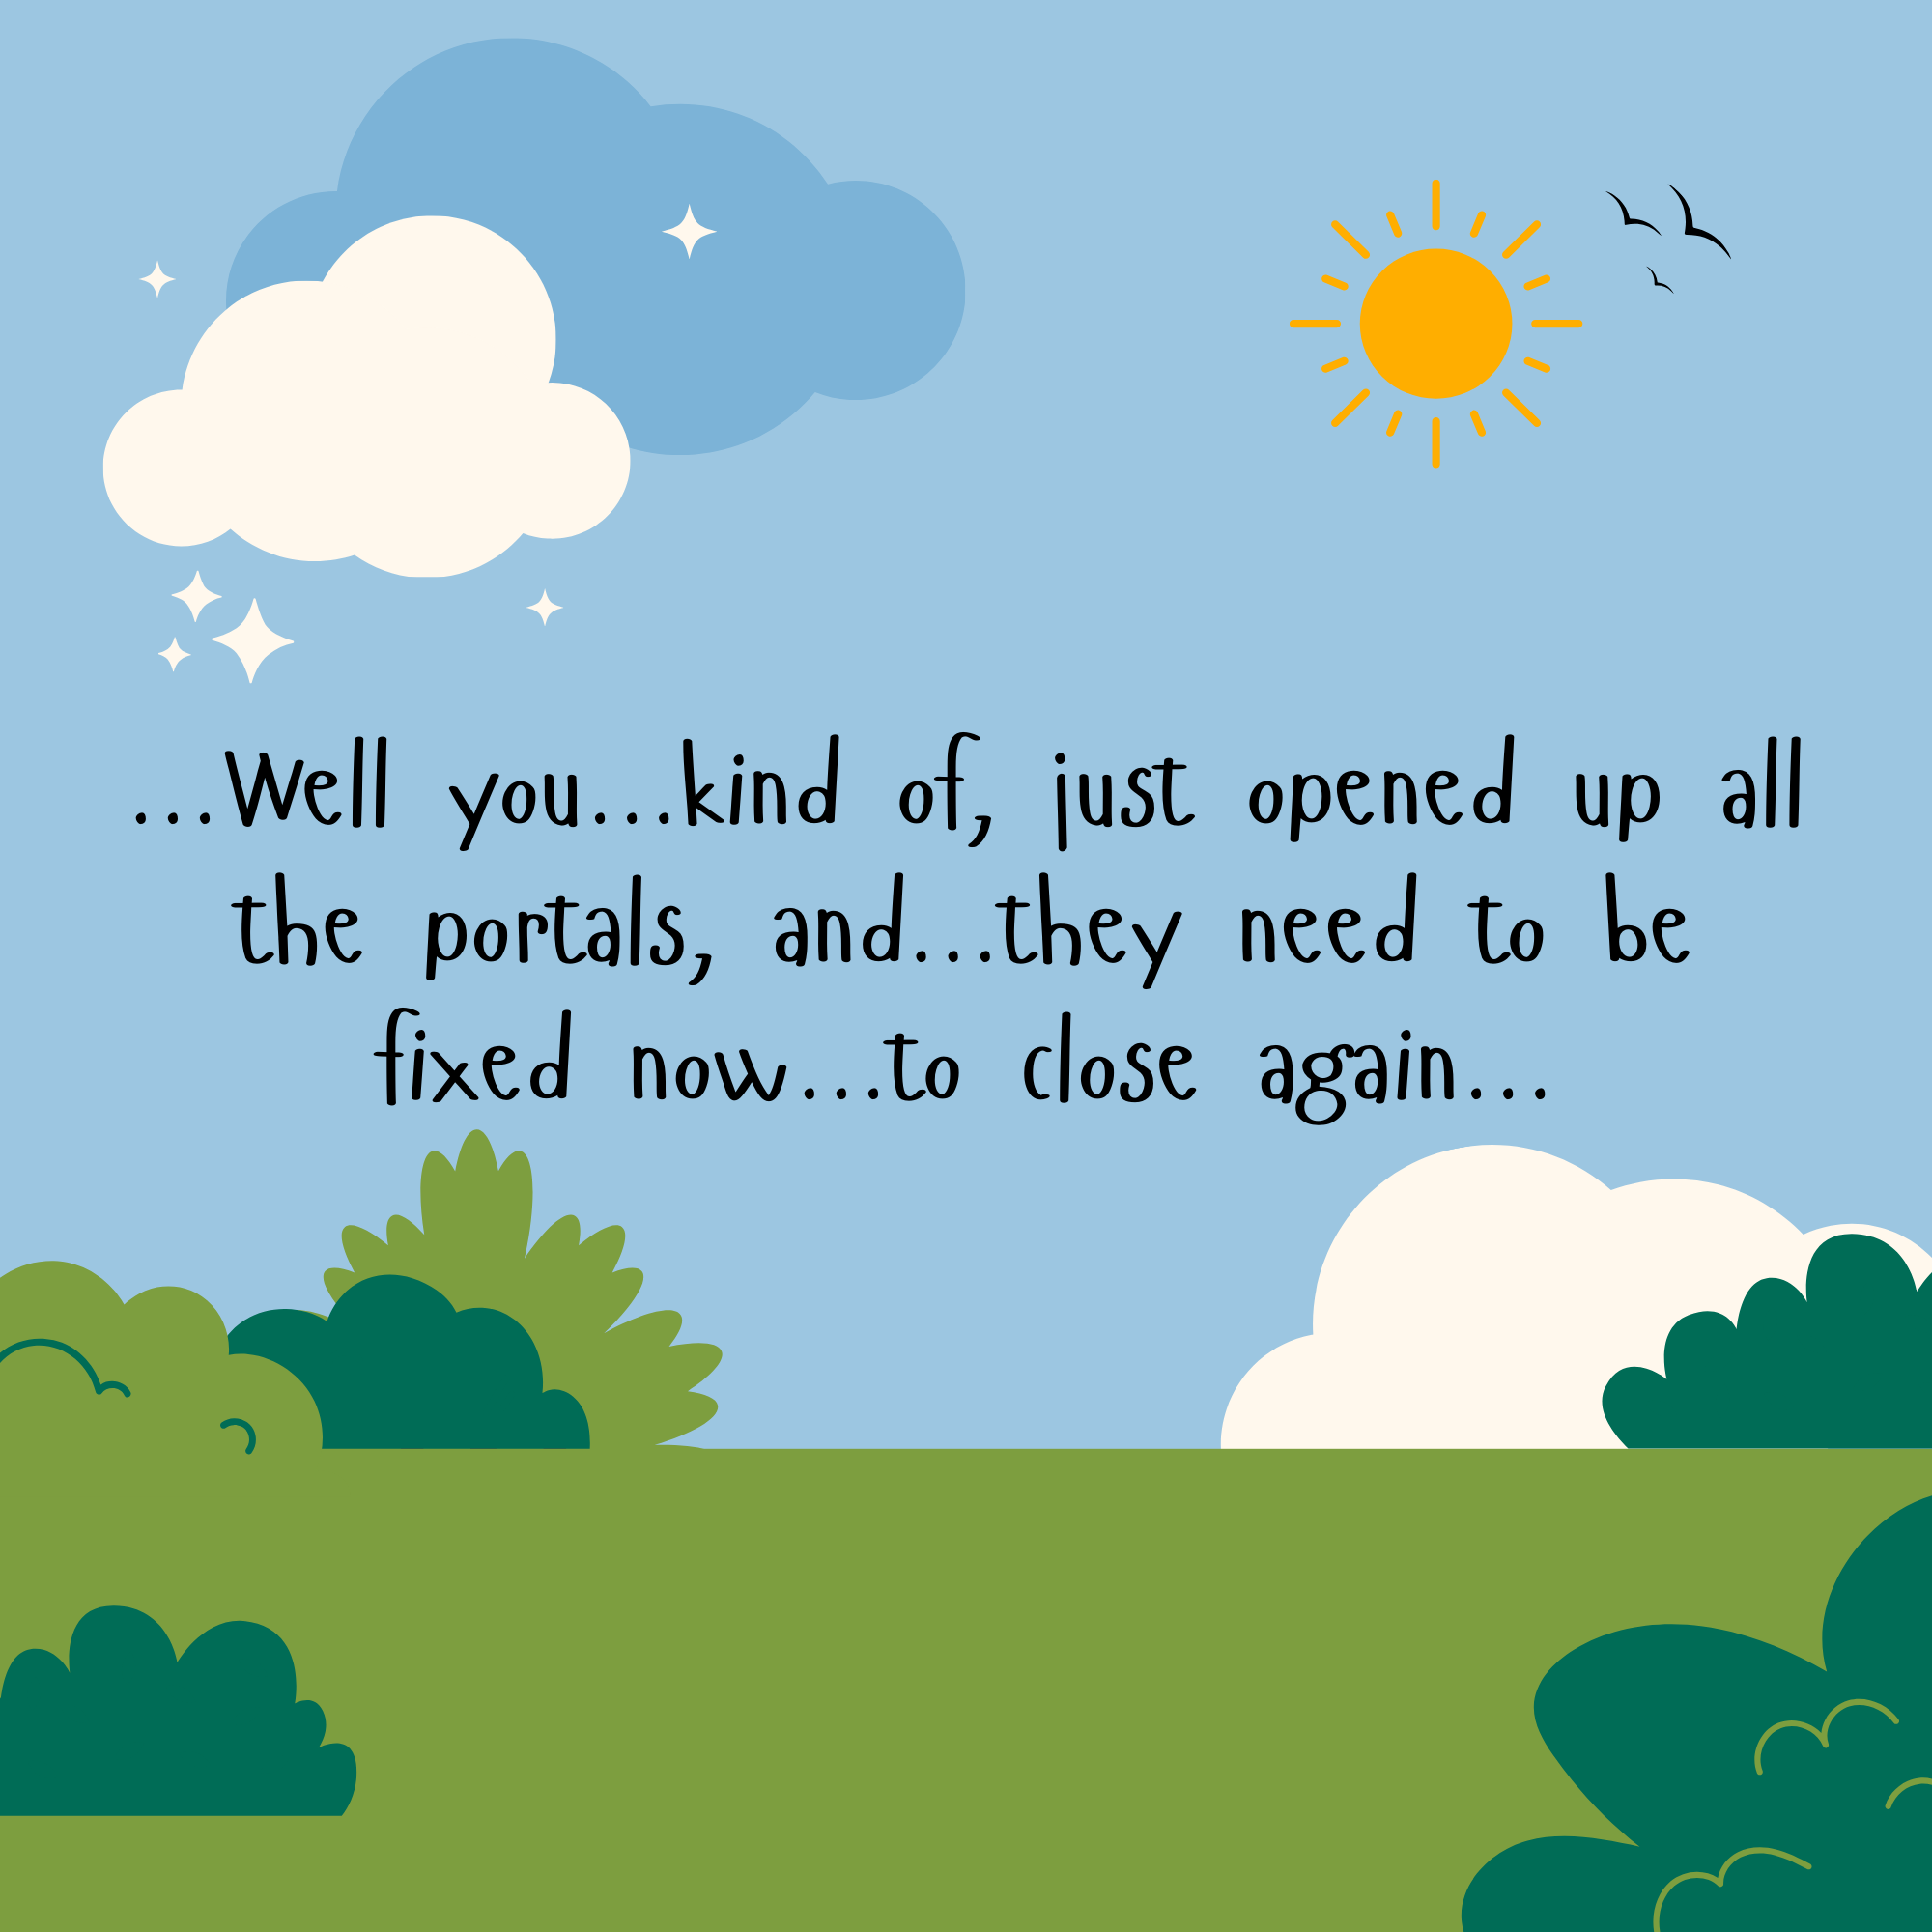 ...Well you...kind of, just opened up all
the portals, and...they need to be
fixed now...to close again...